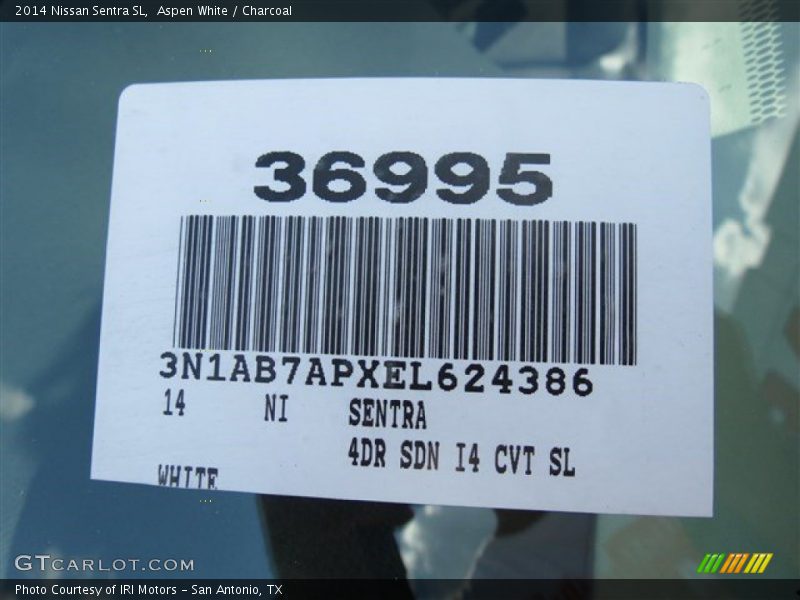 2014 Nissan Sentra SL,  Aspen White / Charcoal
36995
3N1AB7APXEL624386
14 NI SENTRA
4DR SDN I4 CVT SL
WHITE
GTCARLOT.COM
Photo Courtesy of IRI Motors - San Antonio, TX